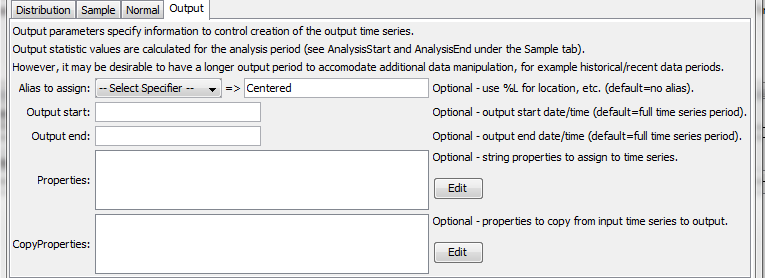 Distribution Sample Normal Output
Output parameters specify information to control creation of the output time series.
Output statistic values are calculated for the analysis period (see AnalysisStart and AnalysisEnd under the Sample tab).
However, it may be desirable to have a longer output period to accomodate additional data manipulation, for example historical/recent data periods.
Alias to assign: -- Select Specifier -- => Centered Optional - use %L for location, etc. (default=no alias).
Output start: Optional - output start date/time (default=full time series period).
Output end: Optional - output end date/time (default=full time series period).
Properties: Optional - string properties to assign to time series.
Edit
CopyProperties: Optional - properties to copy from input time series to output.
Edit